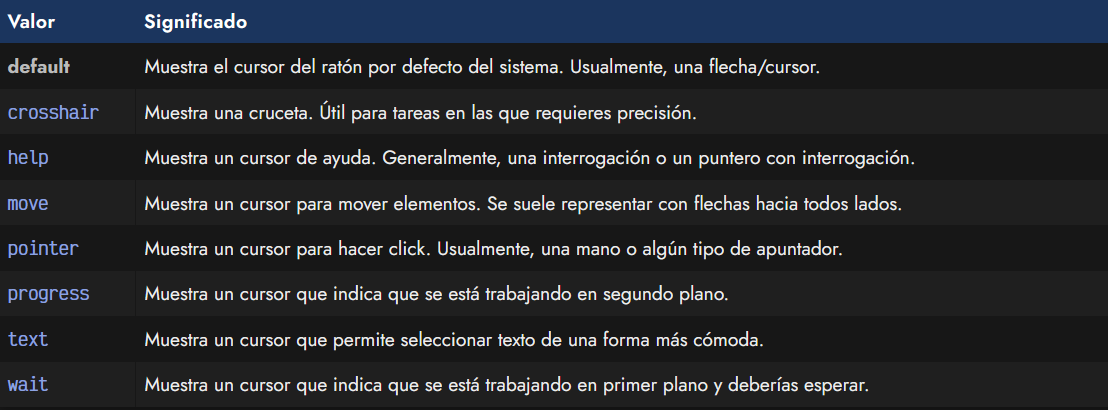 Valor Significado
default Muestra el cursor del ratón por defecto del sistema. Usualmente, una flecha/cursor.
crosshair Muestra una cruceta. Útil para tareas en las que requieres precisión.
help Muestra un cursor de ayuda. Generalmente, una interrogación o un puntero con interrogación.
move Muestra un cursor para mover elementos. Se suele representar con flechas hacia todos lados.
pointer Muestra un cursor para hacer click. Usualmente, una mano o algún tipo de apuntador.
progress Muestra un cursor que indica que se está trabajando en segundo plano.
text Muestra un cursor que permite seleccionar texto de una forma más cómoda.
wait Muestra un cursor que indica que se está trabajando en primer plano y deberías esperar.